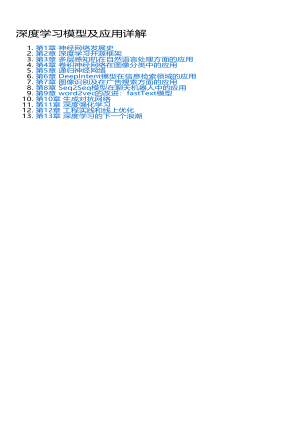 深度学习模型及应用详解
1. 第1章 神经网络发展史
2. 第2章 深度学习开源框架
3. 第3章 多层感知机在自然语言处理方面的应用
4. 第4章 卷积神经网络在图像分类中的应用
5. 第5章 递归神经网络
6. 第6章 DeepIntent模型在信息检索领域的应用
7. 第7章 图像识别及在广告搜索方面的应用
8. 第8章 Seq2Seq模型在聊天机器人中的应用
9. 第9章 word2vec的改进：fastText模型
10. 第10章 生成对抗网络
11. 第11章 深度强化学习
12. 第12章 工程实践和线上优化
13. 第13章 深度学习的下一个浪潮